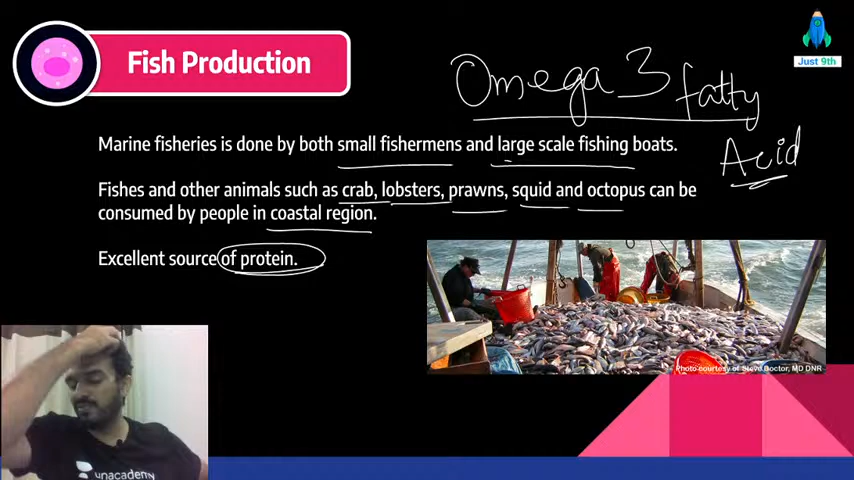 Fish Production
Just 9th
Omega 3 fatty
Acid
Marine fisheries is done by both small fishermens and large scale fishing boats.
Fishes and other animals such as crab, lobsters, prawns, squid and octopus can be
consumed by people in coastal region.
Excellent source of protein.
Photo courtesy of Steve Doctor, MD DNR
unacademy